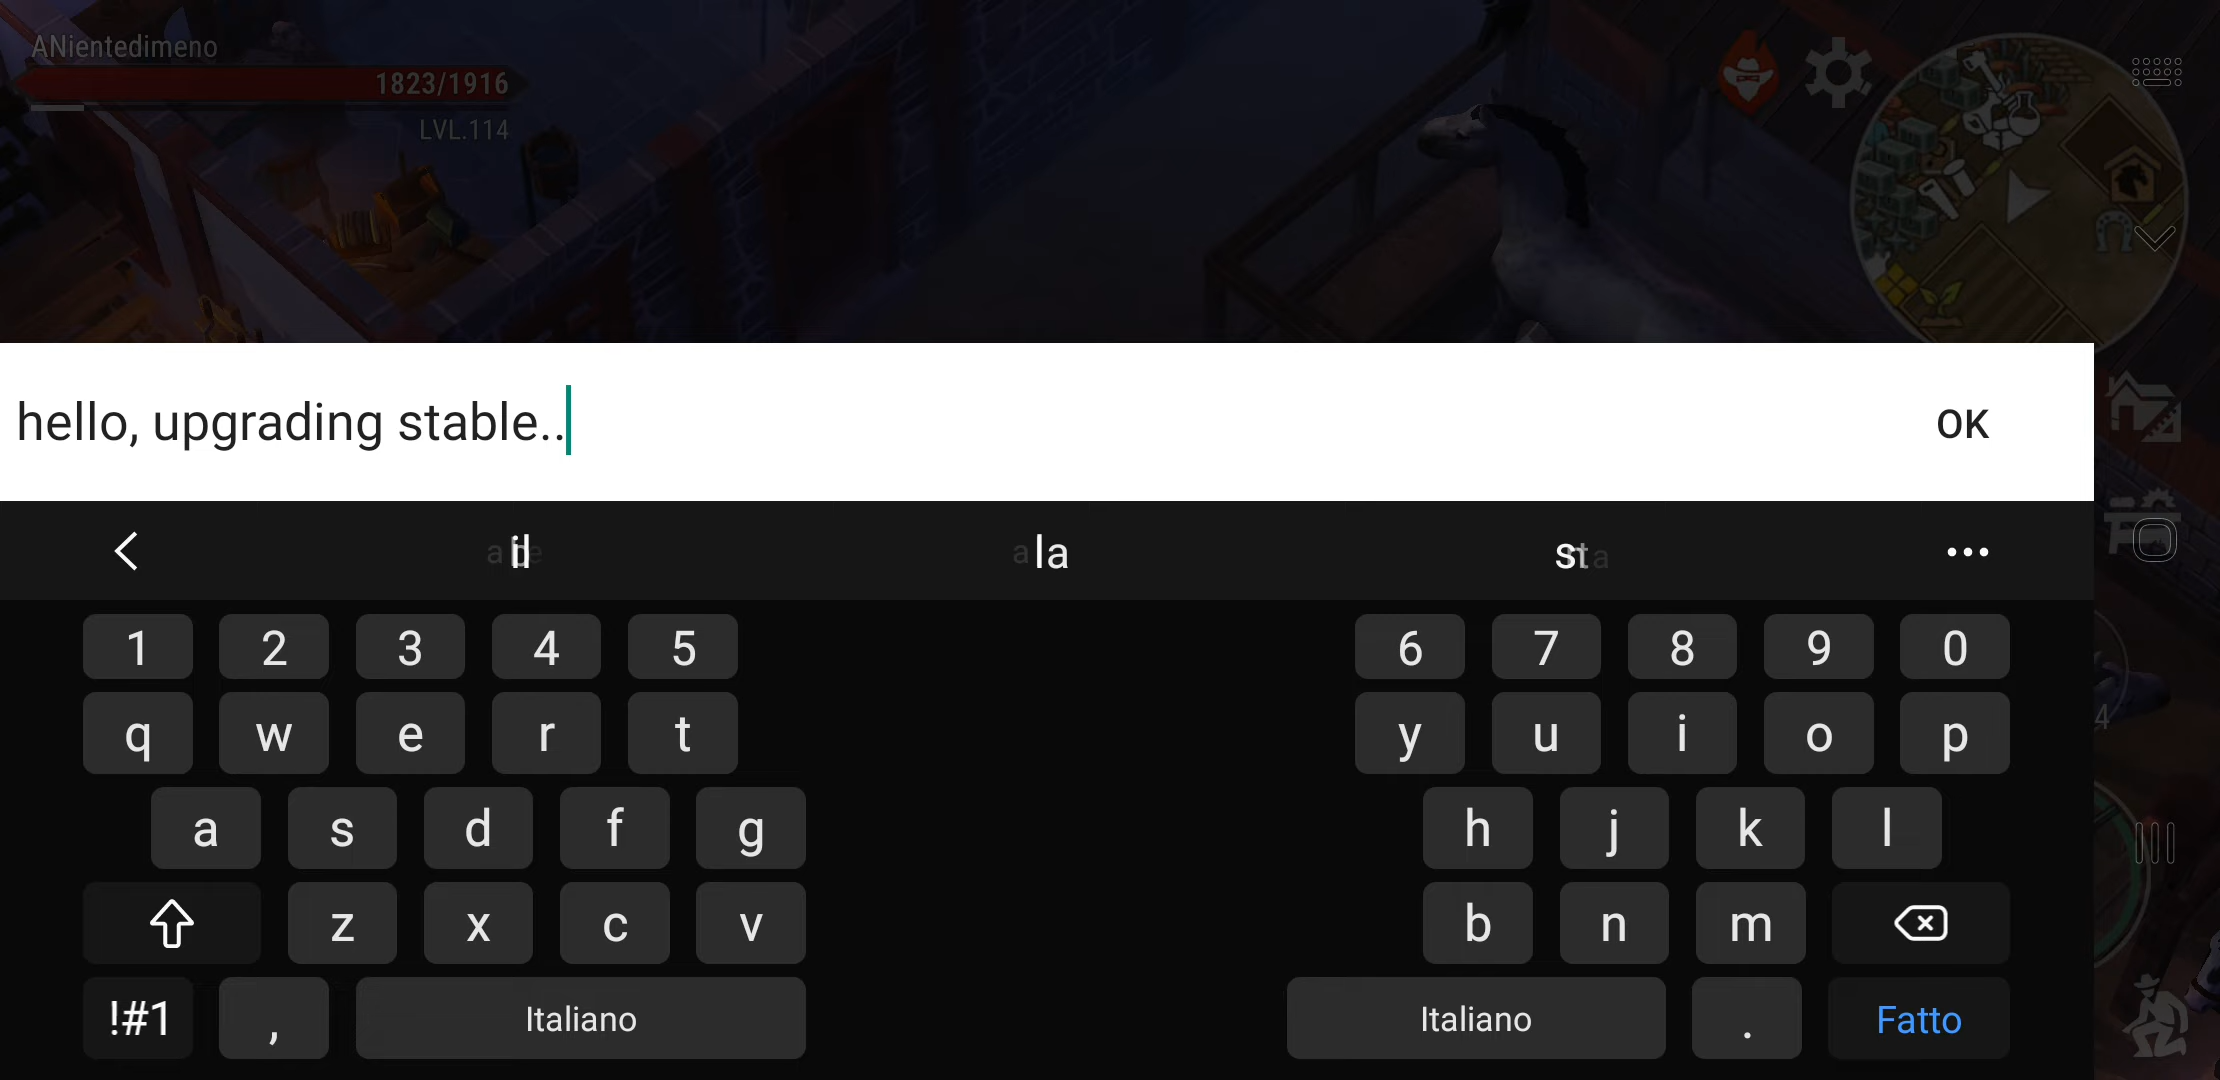 ANientedimeno
1823/1916
LVL.114
hello, upgrading stable..
OK
il
la
st
1 2 3 4 5 6 7 8 9 0
q w e r t y u i o p
a s d f g h j k l
z x c v b n m
!#1 , Italiano Italiano . Fatto
4